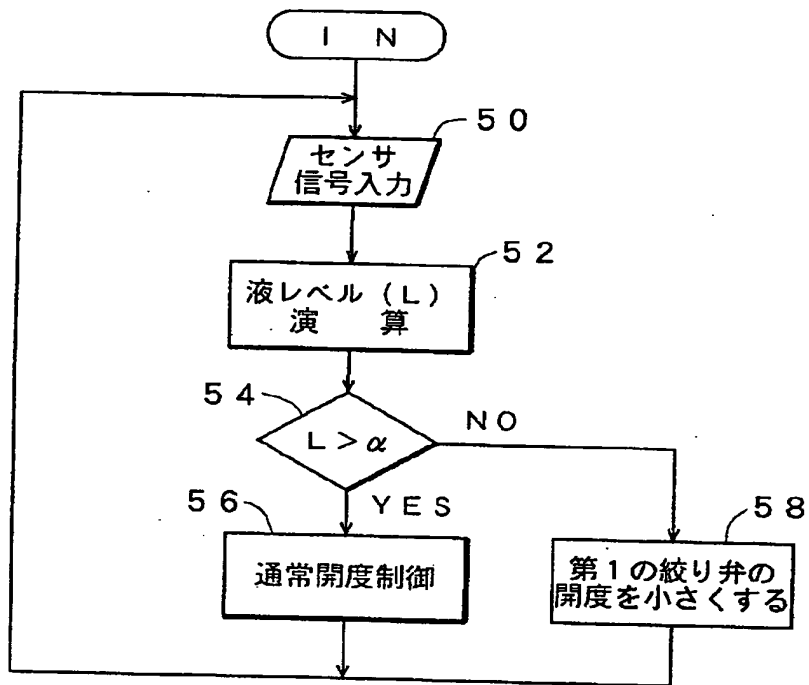 IN
50
センサ
信号入力
52
液レベル(L)
演算
54
L>α
NO
56
YES
58
通常開度制御
第1の絞り弁の
開度を小さくする